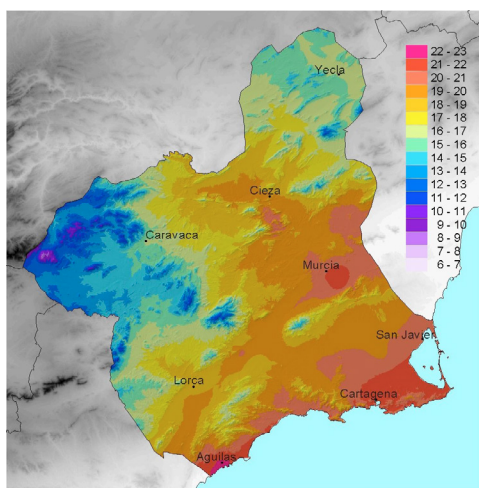 Yecla
22 - 23
21 - 22
20 - 21
19 - 20
18 - 19
17 - 18
16 - 17
15 - 16
14 - 15
13 - 14
12 - 13
11 - 12
10 - 11
9 - 10
8 - 9
7 - 8
6 - 7
Cieza
Caravaca
Murcia
San Javier
Lorca
Cartagena
Aguilas